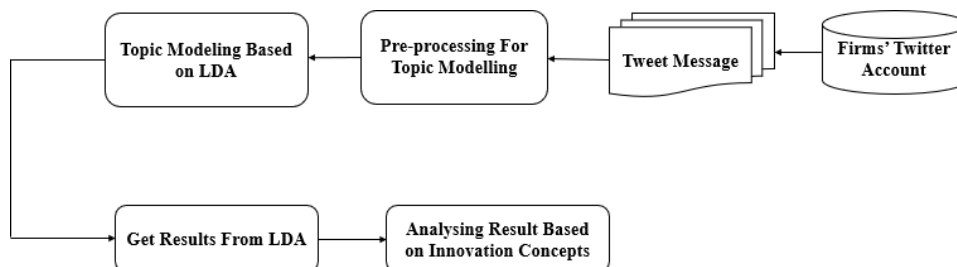 Topic Modeling Based
on LDA
Pre-processing For
Topic Modelling
Tweet Message
Firms' Twitter
Account
Get Results From LDA
Analysing Result Based
on Innovation Concepts